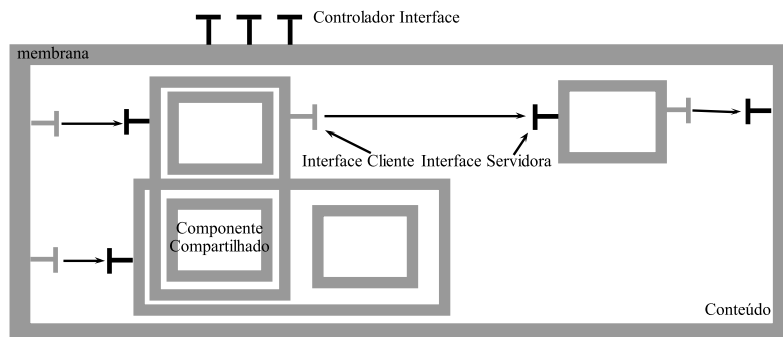 Controlador Interface
membrana
Interface Cliente
Interface Servidora
Componente
Compartilhado
Conteúdo